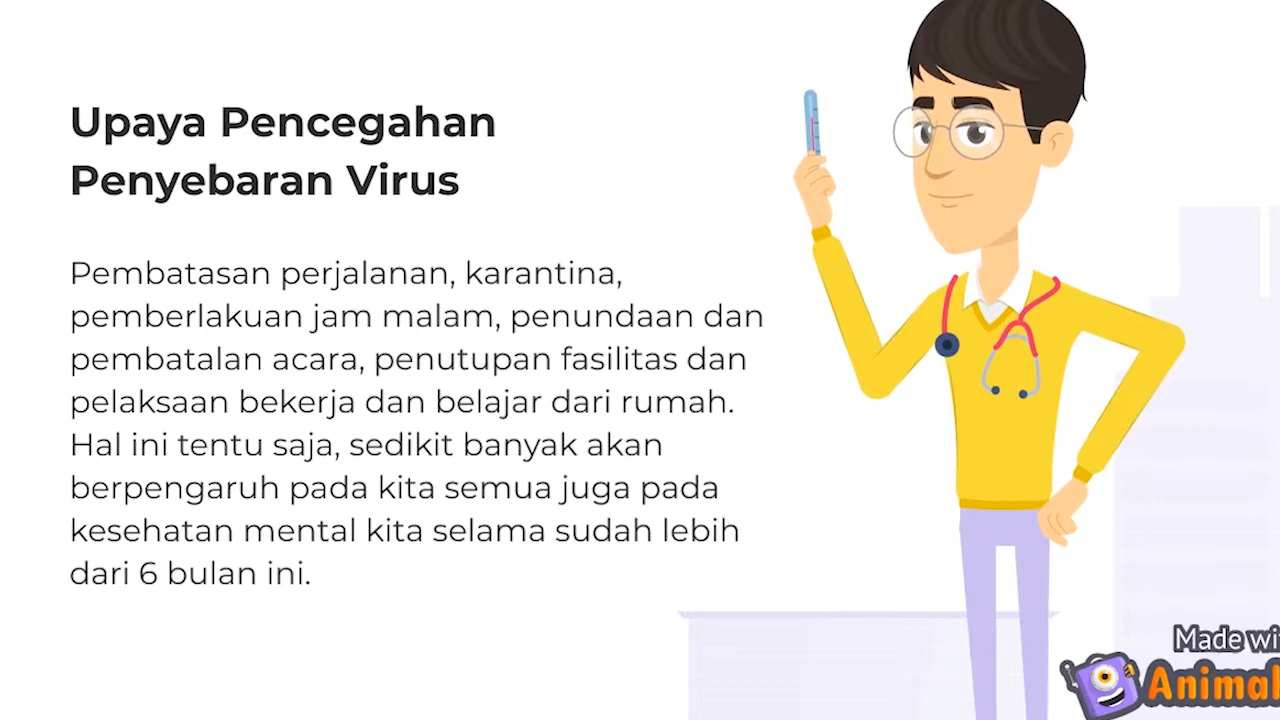 Upaya Pencegahan
Penyebaran Virus
Pembatasan perjalanan, karantina,
pemberlakuan jam malam, penundaan dan
pembatalan acara, penutupan fasilitas dan
pelaksaan bekerja dan belajar dari rumah.
Hal ini tentu saja, sedikit banyak akan
berpengaruh pada kita semua juga pada
kesehatan mental kita selama sudah lebih
dari 6 bulan ini.
Made